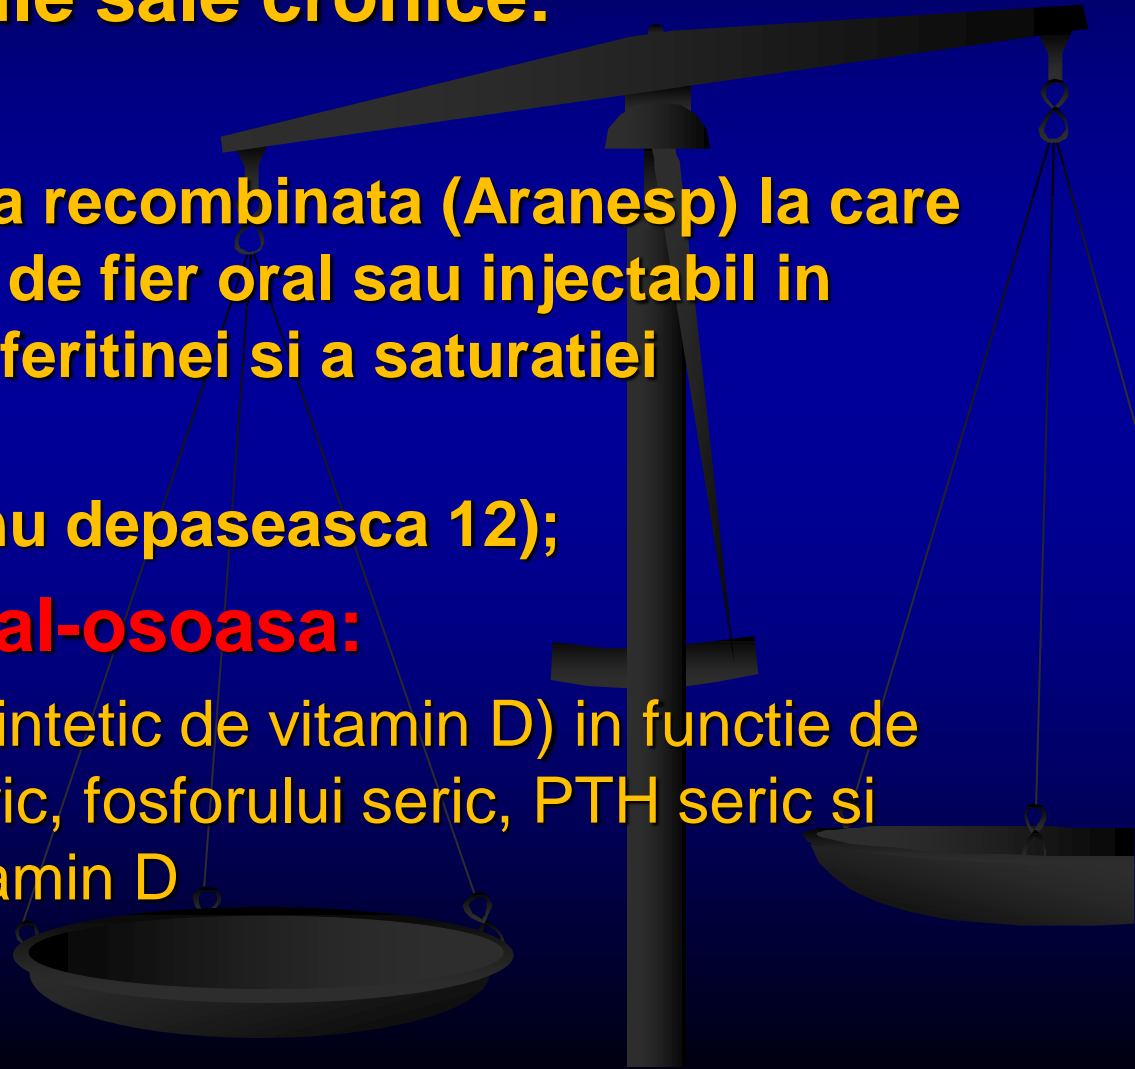 sale cronice:
a recombinata (Aranesp) la care
de fier oral sau injectabil in
feritinei si a saturatiei
nu depaseasca 12);
al-osoasa:
intetic de vitamin D) in functie de
ic, fosforului seric, PTH seric si
amin D